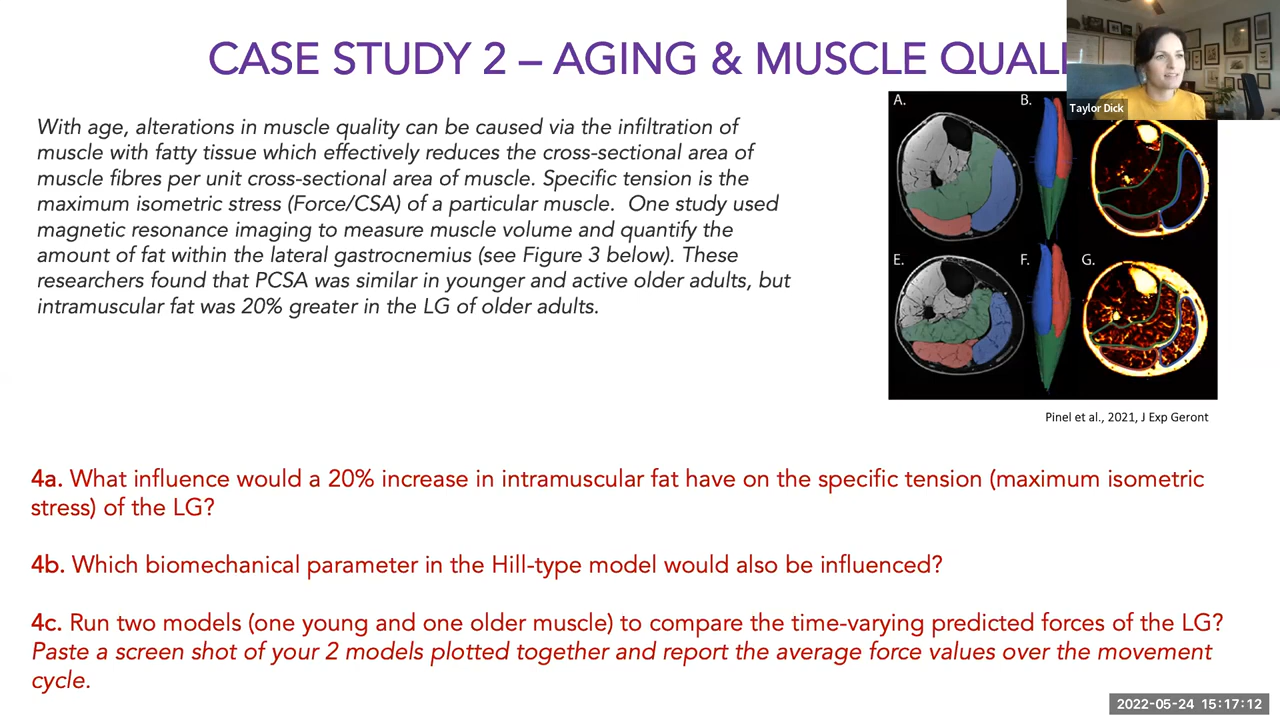 CASE STUDY 2 – AGING & MUSCLE QUAL
Taylor Dick
With age, alterations in muscle quality can be caused via the infiltration of
muscle with fatty tissue which effectively reduces the cross-sectional area of
muscle fibres per unit cross-sectional area of muscle. Specific tension is the
maximum isometric stress (Force/CSA) of a particular muscle.  One study used
magnetic resonance imaging to measure muscle volume and quantify the
amount of fat within the lateral gastrocnemius (see Figure 3 below). These
researchers found that PCSA was similar in younger and active older adults, but
intramuscular fat was 20% greater in the LG of older adults.
A. B.
E. F. G.
Pinel et al., 2021, J Exp Geront
4a. What influence would a 20% increase in intramuscular fat have on the specific tension (maximum isometric
stress) of the LG?
4b. Which biomechanical parameter in the Hill-type model would also be influenced?
4c. Run two models (one young and one older muscle) to compare the time-varying predicted forces of the LG?
Paste a screen shot of your 2 models plotted together and report the average force values over the movement
cycle.
2022-05-24 15:17:12